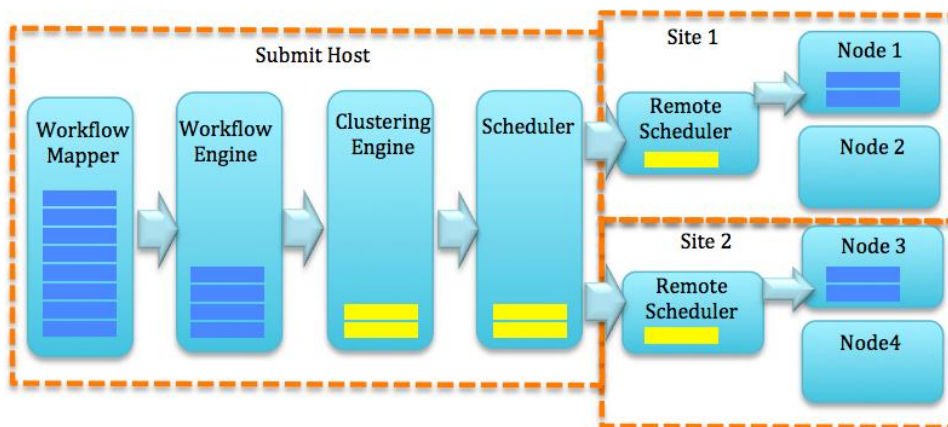 Submit Host
Workflow
Mapper
Workflow
Engine
Clustering
Engine
Scheduler
Site 1
Remote
Scheduler
Node 1
Node 2
Site 2
Remote
Scheduler
Node 3
Node4